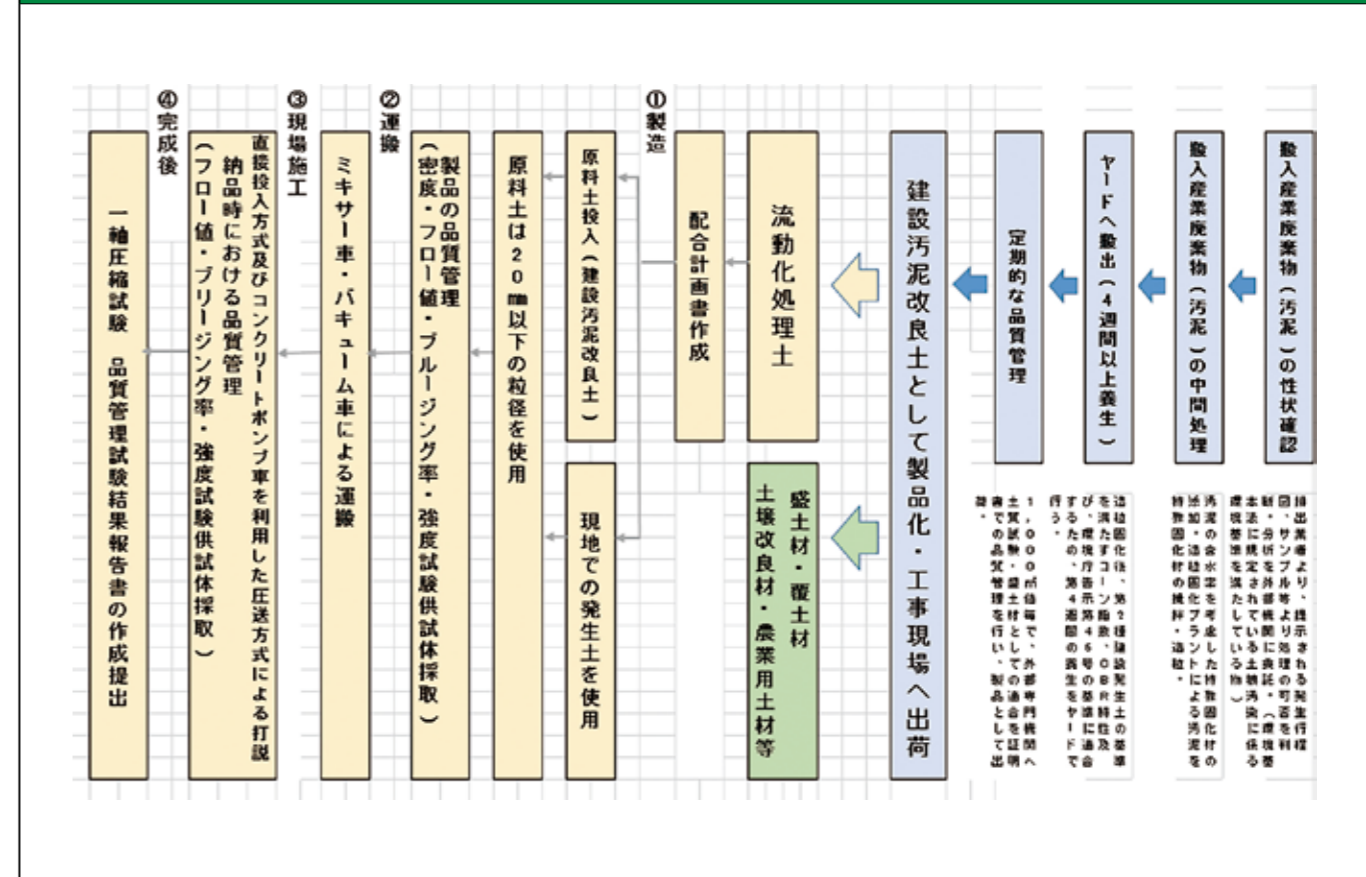 搬入産業廃棄物（汚泥）の性状確認
排出業者より、提示される発生行程
図、サンプル等より処理の可否を判
断。分析を外部機関に委託。（環境基
本法に規定されている土壌汚染に係る
環境基準を満たしている物）
搬入産業廃棄物（汚泥）の中間処理
汚泥の含水率を考慮した特殊固化材の
添加。造粒固化プラントによる汚泥を
特殊固化材の撹拌・造粒。
ヤードへ搬出（4週間以上養生）
造粒固化後、第2種建設発生土の基準
を満たすコーン指数、CBR特性及
び、環境庁告示第46号の基準に適合
するため、第4週間の養生をヤードで
行う。
定期的な品質管理
1,000㎥値毎で、外部専門機関へ
土質試験・盛土材としての適合を証明
書での品質管理を行い、製品として出
荷。
建設汚泥改良土として製品化・工事現場へ出荷
流動化処理土
盛土材・覆土材
土壌改良材・農業用土材等
①製造
配合計画書作成
原料土投入（建設汚泥改良土）
現地での発生土を使用
原料土は20㎜以下の粒径を使用
製品の品質管理
（密度・フロー値・ブルージング率・強度試験供試体採取）
②運搬
ミキサー車・バキューム車による運搬
③現場施工
直接投入方式及びコンクリートポンプ車を利用した圧送方式による打説
納品時における品質管理
（フロー値・ブリージング率・強度試験供試体採取）
④完成後
一軸圧縮試験　品質管理試験結果報告書の作成提出